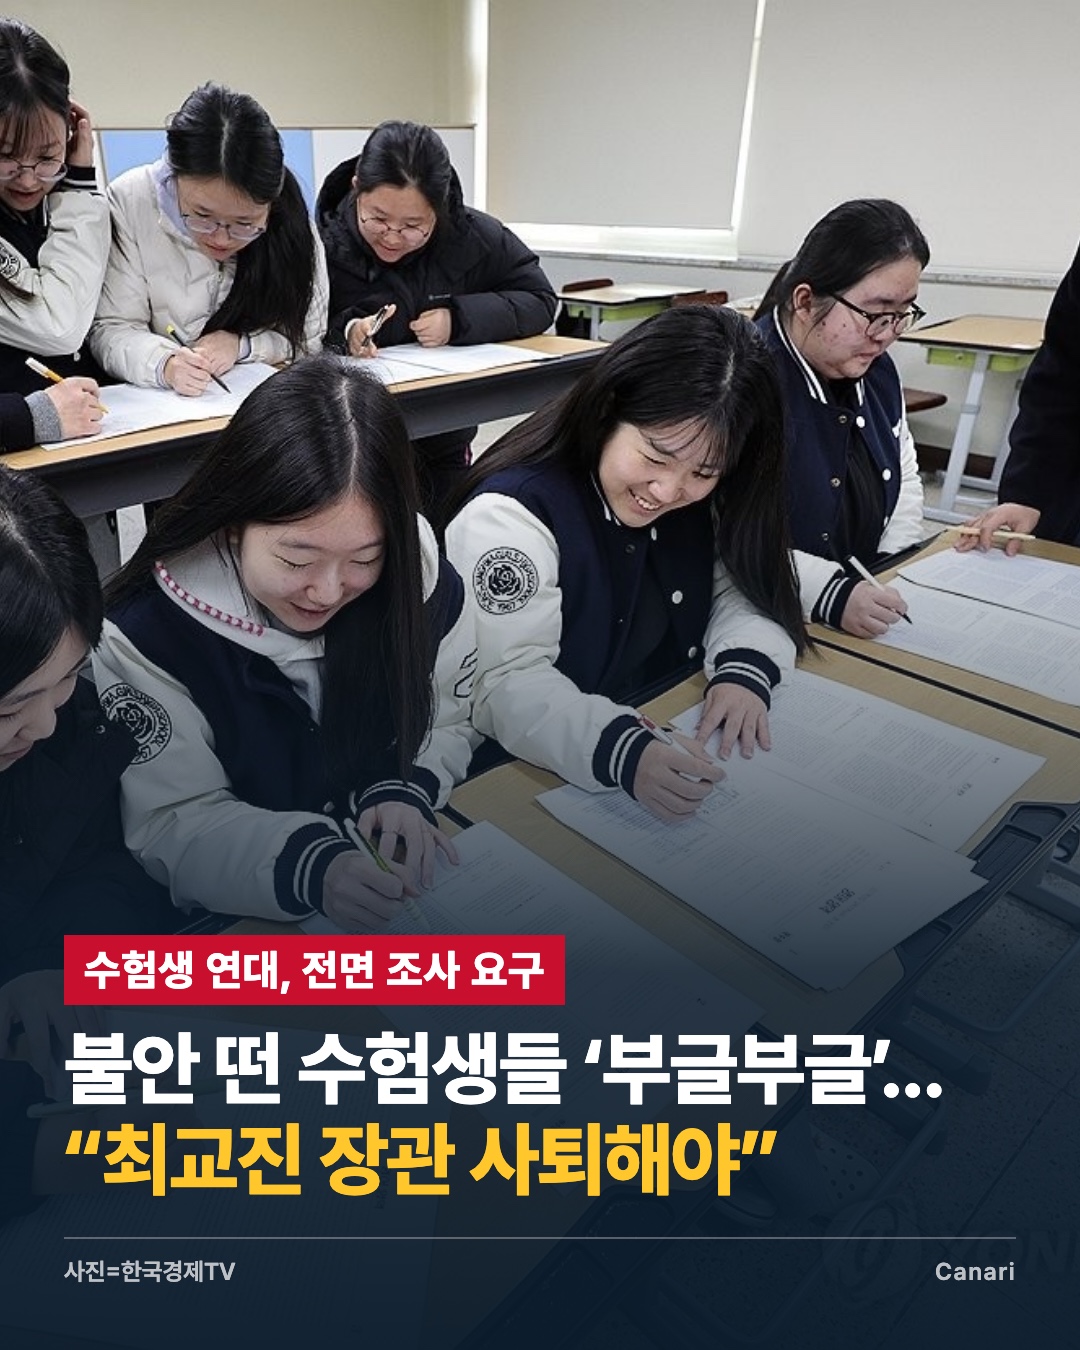 수험생 연대, 전면 조사 요구
불안 떤 수험생들 ‘부글부글’...
“최교진 장관 사퇴해야”
사진=한국경제TV
Canari